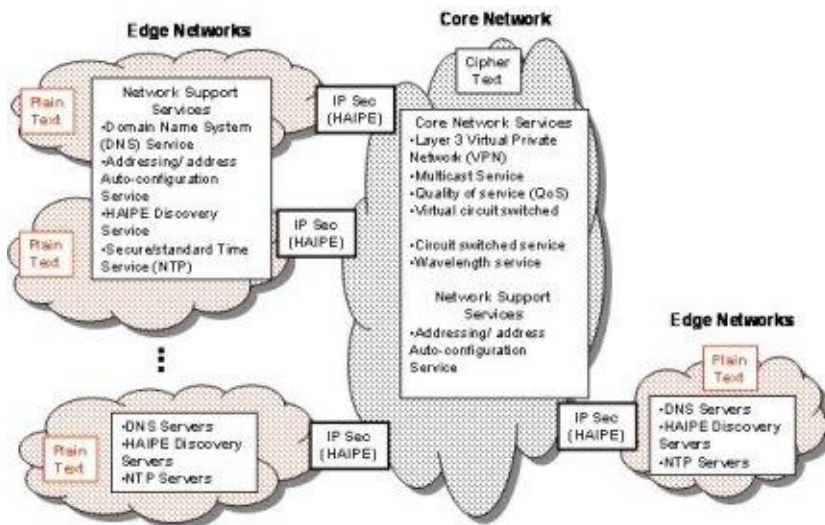 Edge Networks
Core Network
Plain
Text
Network Support
Services
•Domain Name System
(DNS) Service
•Addressing/ address
Auto-configuration
Service
•HAIPE Discovery
Service
•Secure/standard Time
Service (NTP)
IP Sec
(HAIPE)
Cipher
Text
Core Network Services
•Layer 3 Virtual Private
Network (VPN)
•Multicast Service
•Quality of service (QoS)
•Virtual circuit switched
•Circuit switched service
•Wavelength service
Network Support
Services
•Addressing/ address
Auto-configuration
Service
Plain
Text
IP Sec
(HAIPE)
Plain
Text
•DNS Servers
•HAIPE Discovery
Servers
•NTP Servers
IP Sec
(HAIPE)
Edge Networks
IP Sec
(HAIPE)
Plain
Text
•DNS Servers
•HAIPE Discovery
Servers
•NTP Servers